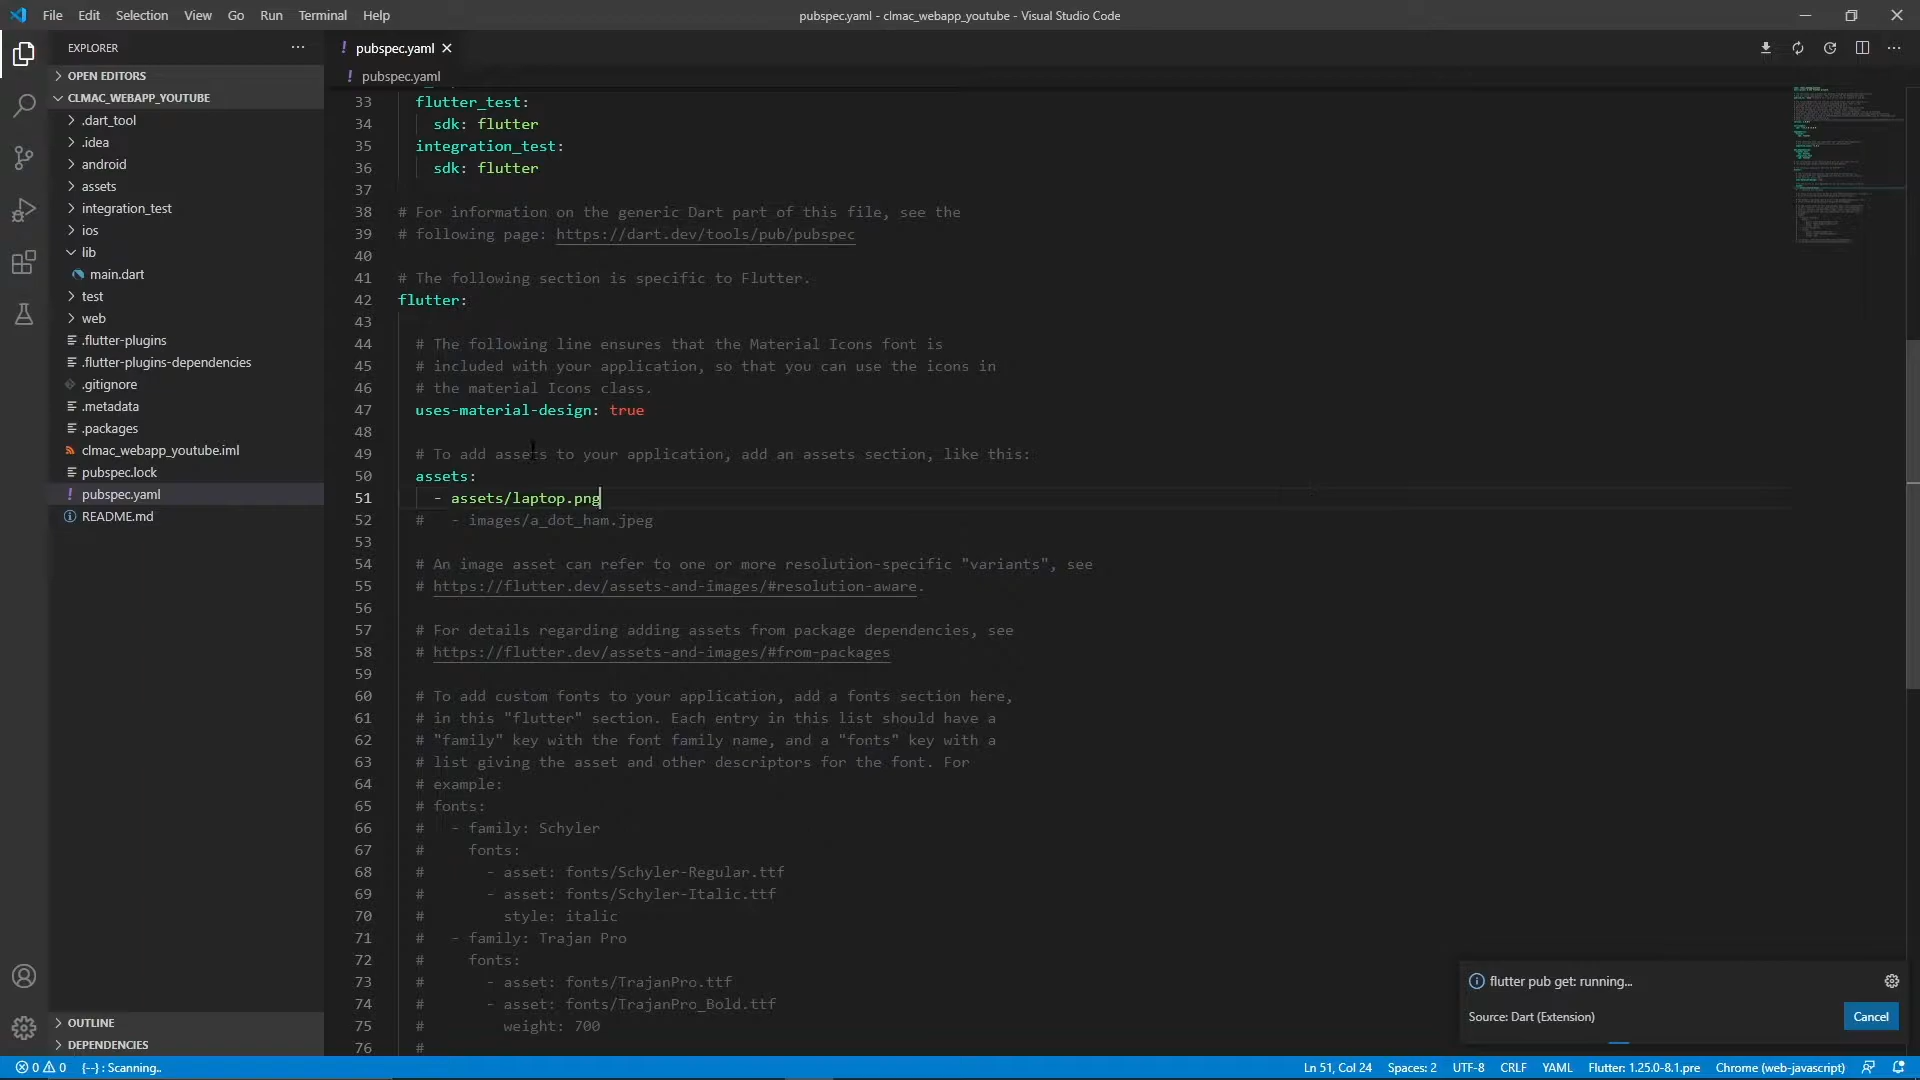 File Edit Selection View Go Run Terminal Help
pubspec.yaml - clmac_webapp_youtube - Visual Studio Code
EXPLORER
OPEN EDITORS
CLMAC_WEBAPP_YOUTUBE
.dart_tool
.idea
android
assets
integration_test
ios
lib
main.dart
test
web
.flutter-plugins
.flutter-plugins-dependencies
.gitignore
.metadata
.packages
clmac_webapp_youtube.iml
pubspec.lock
! pubspec.yaml
README.md
OUTLINE
DEPENDENCIES
! pubspec.yaml
! pubspec.yaml
33 flutter_test:
34 sdk: flutter
35 integration_test:
36 sdk: flutter
37
38 # For information on the generic Dart part of this file, see the
39 # following page: https://dart.dev/tools/pub/pubspec
40
41 # The following section is specific to Flutter.
42 flutter:
43
44 # The following line ensures that the Material Icons font is
45 # included with your application, so that you can use the icons in
46 # the material Icons class.
47 uses-material-design: true
48
49 # To add assets to your application, add an assets section, like this:
50 assets:
51 - assets/laptop.png
52 # - images/a_dot_ham.jpeg
53
54 # An image asset can refer to one or more resolution-specific "variants", see
55 # https://flutter.dev/assets-and-images/#resolution-aware.
56
57 # For details regarding adding assets from package dependencies, see
58 # https://flutter.dev/assets-and-images/#from-packages
59
60 # To add custom fonts to your application, add a fonts section here,
61 # in this "flutter" section. Each entry in this list should have a
62 # "family" key with the font family name, and a "fonts" key with a
63 # list giving the asset and other descriptors for the font. For
64 # example:
65 # fonts:
66 # - family: Schyler
67 # fonts:
68 # - asset: fonts/Schyler-Regular.ttf
69 # - asset: fonts/Schyler-Italic.ttf
70 # style: italic
71 # - family: Trajan Pro
72 # fonts:
73 # - asset: fonts/TrajanPro.ttf
74 # - asset: fonts/TrajanPro_Bold.ttf
75 # weight: 700
76 #
flutter pub get: running...
Source: Dart (Extension)
Cancel
0 0 {--} : Scanning..
Ln 51, Col 24 Spaces: 2 UTF-8 CRLF YAML Flutter: 1.25.0-8.1.pre Chrome (web-javascript)